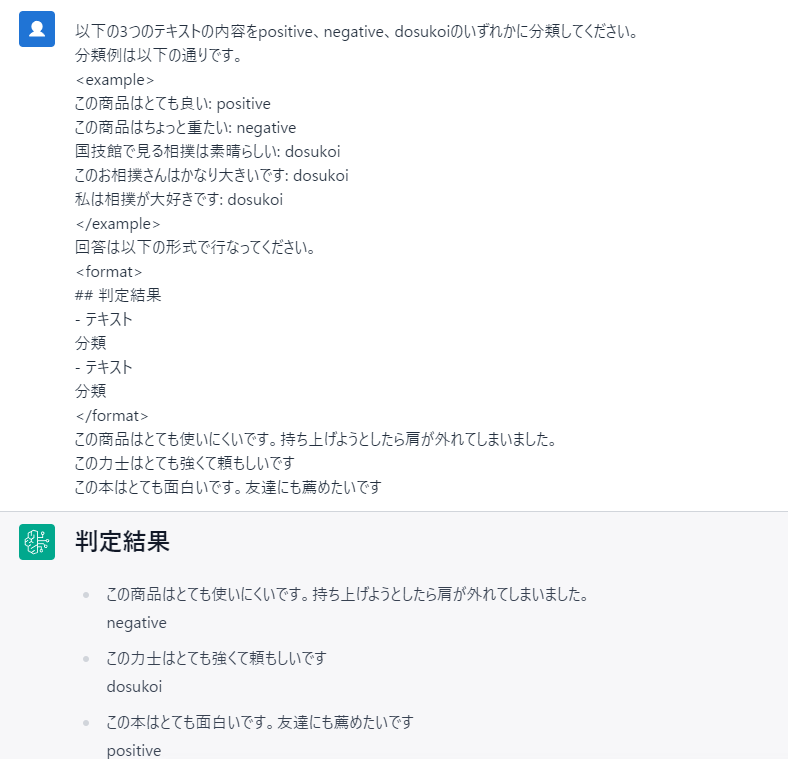 以下の3つのテキストの内容をpositive、negative、dosukoiのいずれかに分類してください。
分類例は以下の通りです。
<example>
この商品はとても良い: positive
この商品はちょっと重たい: negative
国技館で見る相撲は素晴らしい: dosukoi
このお相撲さんはかなり大きいです: dosukoi
私は相撲が大好きです: dosukoi
</example>
回答は以下の形式で行なってください。
<format>
## 判定結果
- テキスト
分類
- テキスト
分類
</format>
この商品はとても使いにくいです。持ち上げようとしたら肩が外れてしまいました。
この力士はとても強くて頼もしいです
この本はとても面白いです。友達にも薦めたいです
判定結果
この商品はとても使いにくいです。持ち上げようとしたら肩が外れてしまいました。
negative
この力士はとても強くて頼もしいです
dosukoi
この本はとても面白いです。友達にも薦めたいです
positive